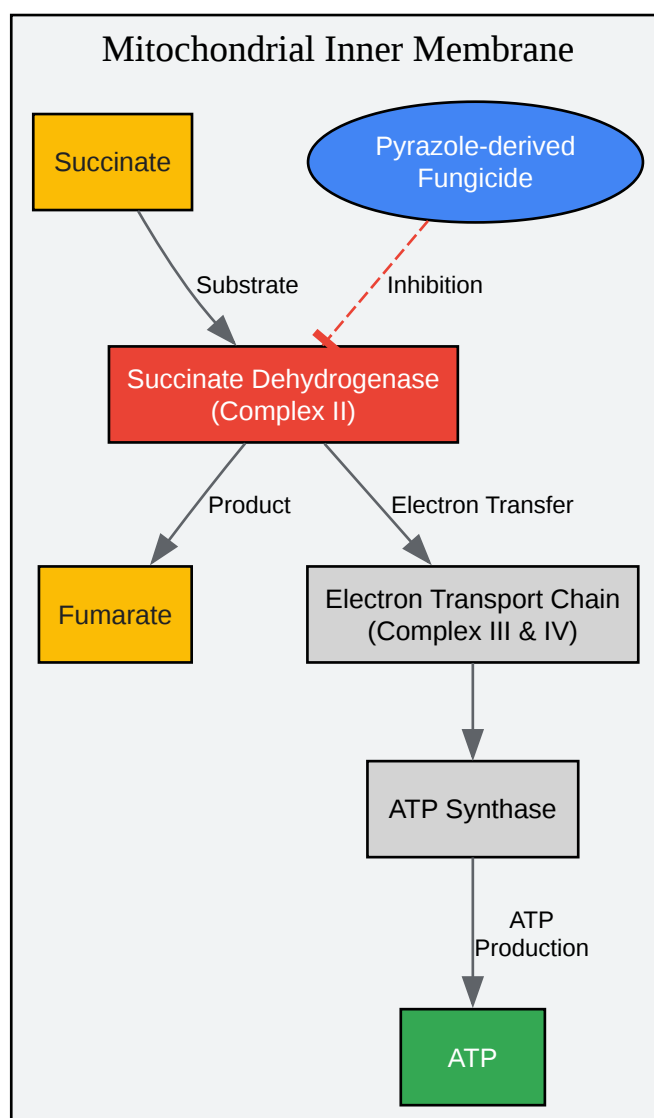 Mitochondrial Inner Membrane
Succinate
Pyrazole-derived
Fungicide
Substrate
Inhibition
Succinate Dehydrogenase
(Complex II)
Product
Electron Transfer
Fumarate
Electron Transport Chain
(Complex III & IV)
ATP Synthase
ATP
Production
ATP